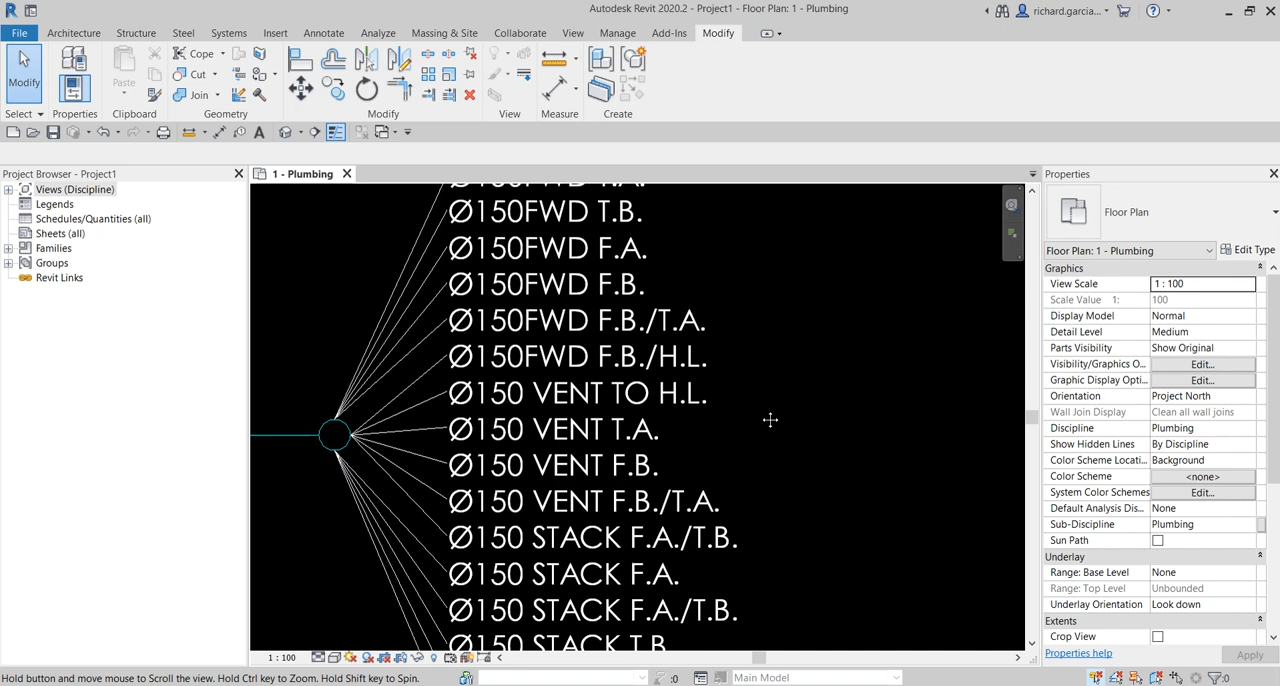 Autodesk Revit 2020.2 - Project1 - Floor Plan: 1 - Plumbing
richard.garcia...
File Architecture Structure Steel Systems Insert Annotate Analyze Massing & Site Collaborate View Manage Add-Ins Modify
Modify
Paste
Cope
Cut
Join
Select Properties Clipboard Geometry Modify View Measure Create
Project Browser - Project1
Views (Discipline)
Legends
Schedules/Quantities (all)
Sheets (all)
Families
Groups
Revit Links
1 - Plumbing
Ø150FWD T.B.
Ø150FWD F.A.
Ø150FWD F.B.
Ø150FWD F.B./T.A.
Ø150FWD F.B./H.L.
Ø150 VENT TO H.L.
Ø150 VENT T.A.
Ø150 VENT F.B.
Ø150 VENT F.B./T.A.
Ø150 STACK F.A./T.B.
Ø150 STACK F.A.
Ø150 STACK F.A./T.B.
Ø150 STACK T.B.
Properties
Floor Plan
Floor Plan: 1 - Plumbing Edit Type
Graphics
View Scale 1 : 100
Scale Value 1: 100
Display Model Normal
Detail Level Medium
Parts Visibility Show Original
Visibility/Graphics O... Edit...
Graphic Display Opti... Edit...
Orientation Project North
Wall Join Display Clean all wall joins
Discipline Plumbing
Show Hidden Lines By Discipline
Color Scheme Locati... Background
Color Scheme <none>
System Color Schemes Edit...
Default Analysis Dis... None
Sub-Discipline Plumbing
Sun Path
Underlay
Range: Base Level None
Range: Top Level Unbounded
Underlay Orientation Look down
Extents
Crop View
Properties help Apply
1 : 100
Hold button and move mouse to Scroll the view. Hold Ctrl key to Zoom. Hold Shift key to Spin.
:0
Main Model
:0